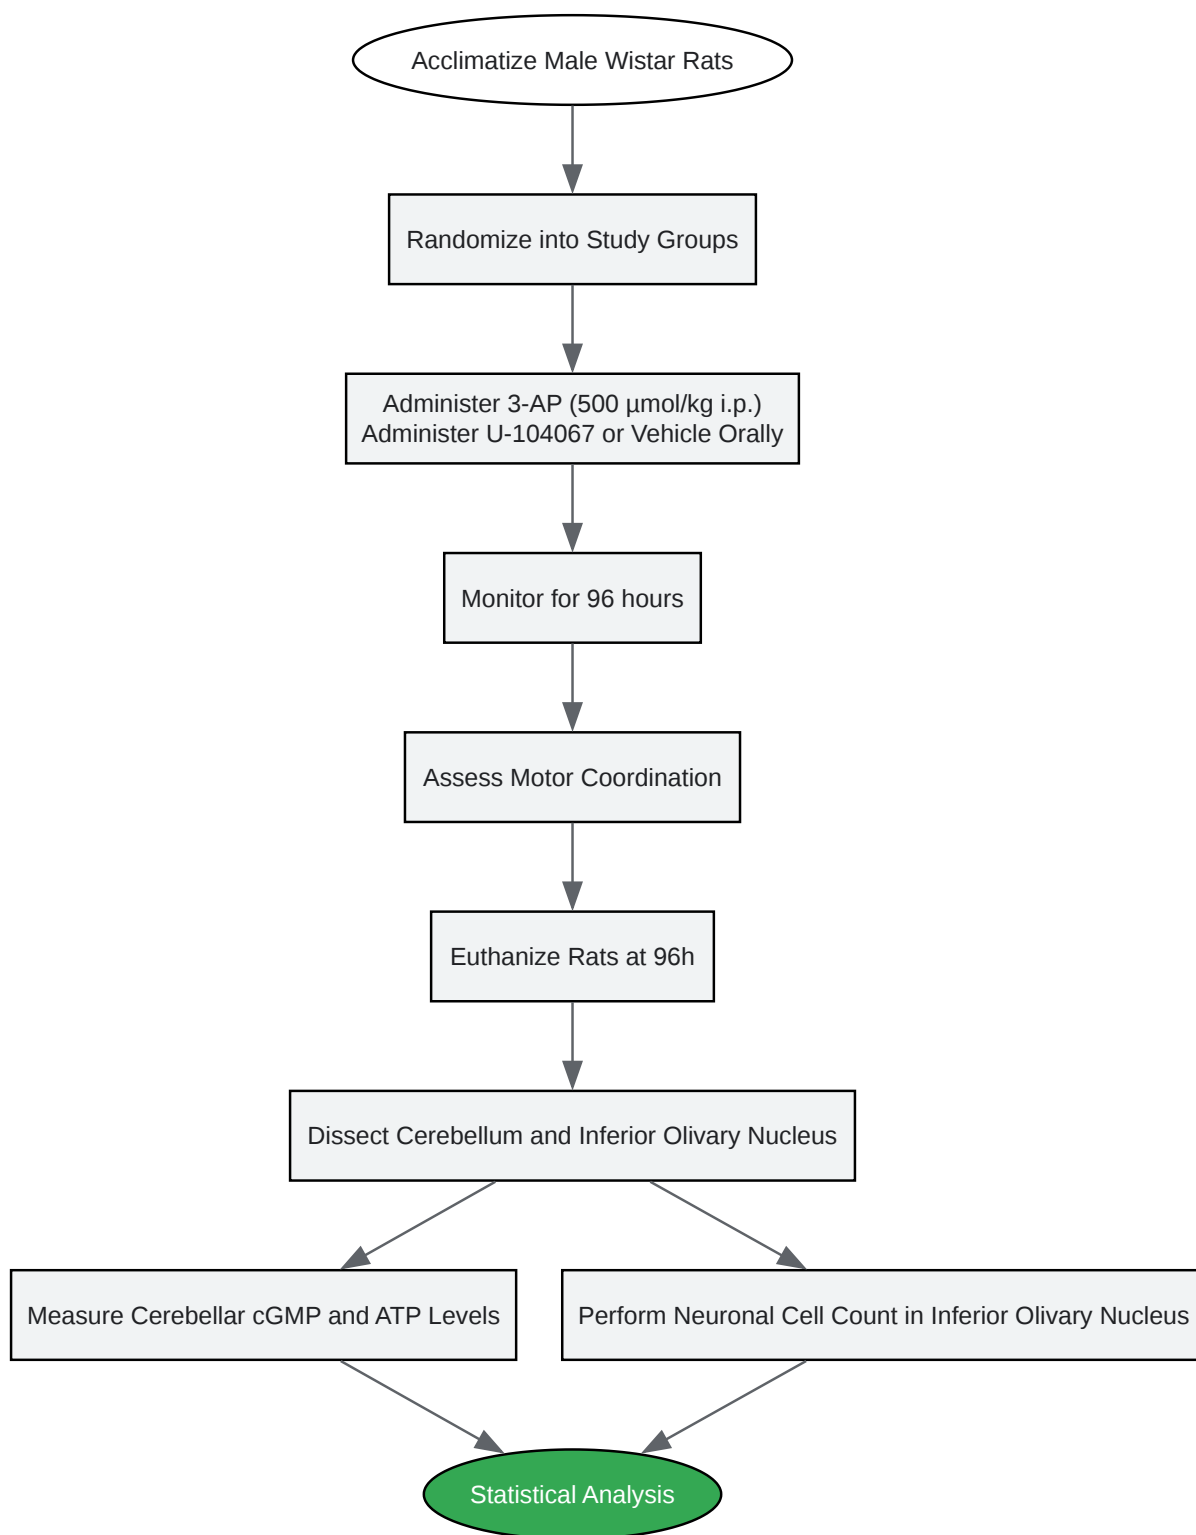 Acclimatize Male Wistar Rats
Randomize into Study Groups
Administer 3-AP (500 µmol/kg i.p.)
Administer U-104067 or Vehicle Orally
Monitor for 96 hours
Assess Motor Coordination
Euthanize Rats at 96h
Dissect Cerebellum and Inferior Olivary Nucleus
Measure Cerebellar cGMP and ATP Levels
Perform Neuronal Cell Count in Inferior Olivary Nucleus
Statistical Analysis